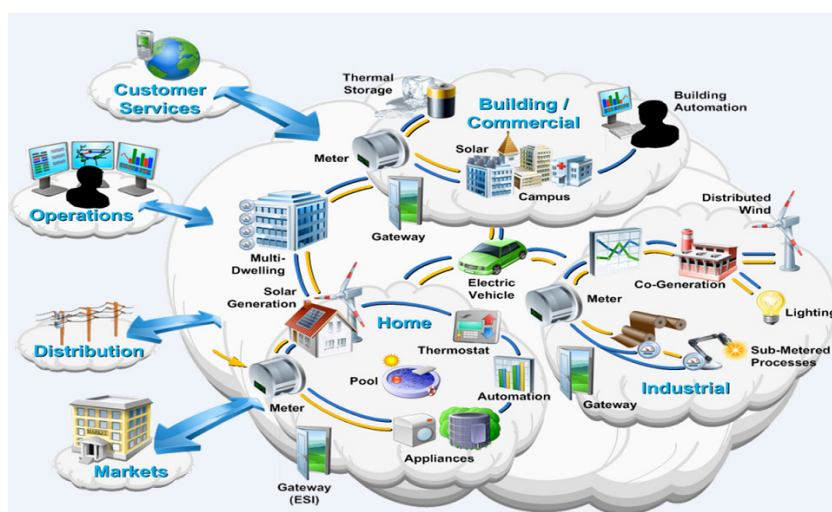 Customer
Services
Thermal
Storage
Building /
Commercial
Building
Automation
Meter
Solar
Campus
Operations
Multi-
Dwelling
Gateway
Distributed
Wind
Electric
Vehicle
Meter
Co-Generation
Lighting
Sub-Metered
Processes
Industrial
Gateway
Solar
Generation
Home
Thermostat
Distribution
Pool
Automation
Meter
Appliances
Gateway
(ESI)
MARKET
Markets